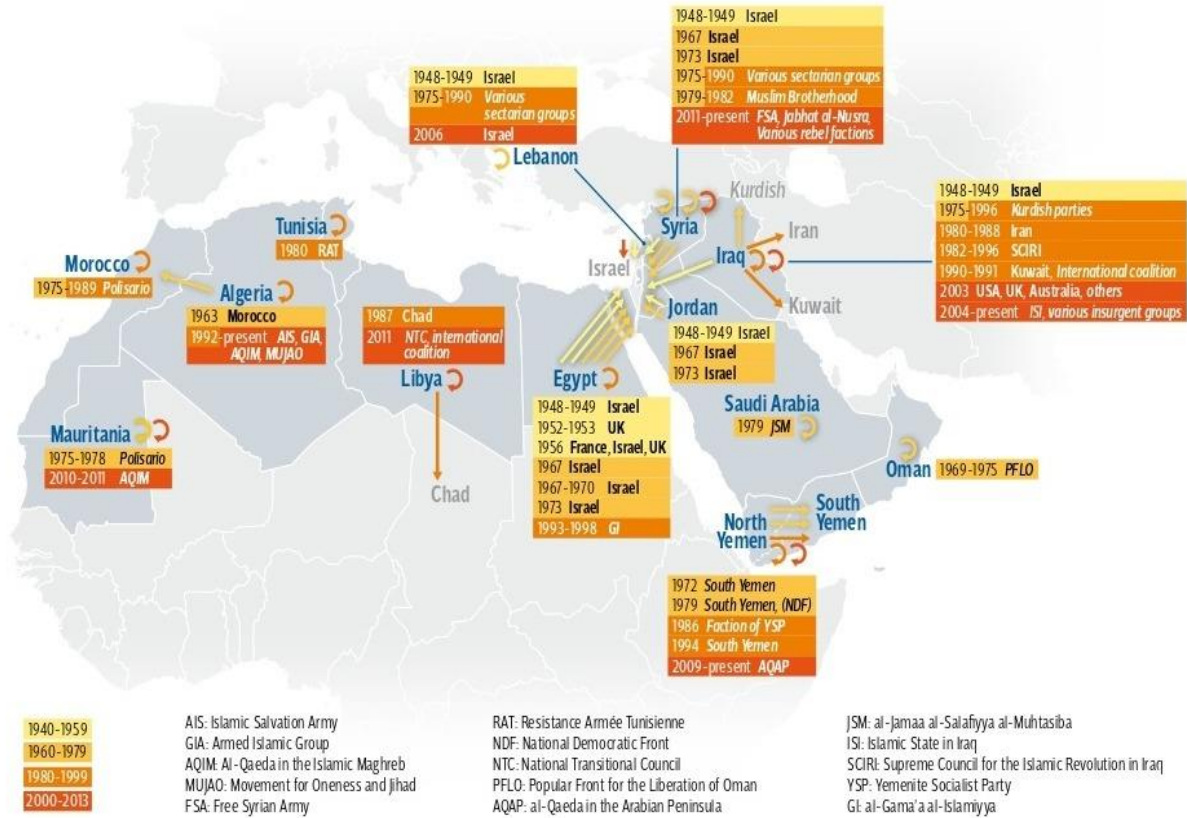 1948-1949 Israel
1967 Israel
1973 Israel
1975-1990 Various sectarian groups
1979-1982 Muslim Brotherhood
2011-present FSA, Jabhat al-Nusra,
Various rebel factions
Syria
1948-1949 Israel
1975-1990 Various
sectarian groups
2006 Israel
Lebanon
Kurdish
Iran
Iraq
Kuwait
1948-1949 Israel
1975-1996 Kurdish parties
1980-1988 Iran
1982-1996 SCIRI
1990-1991 Kuwait, International coalition
2003 USA, UK, Australia, others
2004-present ISI, various insurgent groups
Tunisia
1980 RAT
Morocco
1975-1989 Polisario
Algeria
1963 Morocco
1992-present AIS, GIA,
AQIM, MUJAO
1987 Chad
2011 NTC, international
coalition
Libya
Chad
Israel
Jordan
1948-1949 Israel
1967 Israel
1973 Israel
Egypt
1948-1949 Israel
1952-1953 UK
1956 France, Israel, UK
1967 Israel
1967-1970 Israel
1973 Israel
1993-1998 GI
Saudi Arabia
1979 JSM
Mauritania
1975-1978 Polisario
2010-2011 AQIM
Oman
1969-1975 PFLO
North
Yemen
South
Yemen
1972 South Yemen
1979 South Yemen, (NDF)
1986 Faction of YSP
1994 South Yemen
2009-present AQAP
1940-1959
1960-1979
1980-1999
2000-2013
AIS: Islamic Salvation Army
GIA: Armed Islamic Group
AQIM: Al-Qaeda in the Islamic Maghreb
MUJAO: Movement for Oneness and Jihad
FSA: Free Syrian Army
RAT: Resistance Armée Tunisienne
NDF: National Democratic Front
NTC: National Transitional Council
PFLO: Popular Front for the Liberation of Oman
AQAP: al-Qaeda in the Arabian Peninsula
JSM: al-Jamaa al-Salafiyya al-Muhtasiba
ISI: Islamic State in Iraq
SCIRI: Supreme Council for the Islamic Revolution in Iraq
YSP: Yemenite Socialist Party
GI: al-Gama'a al-Islamiyya